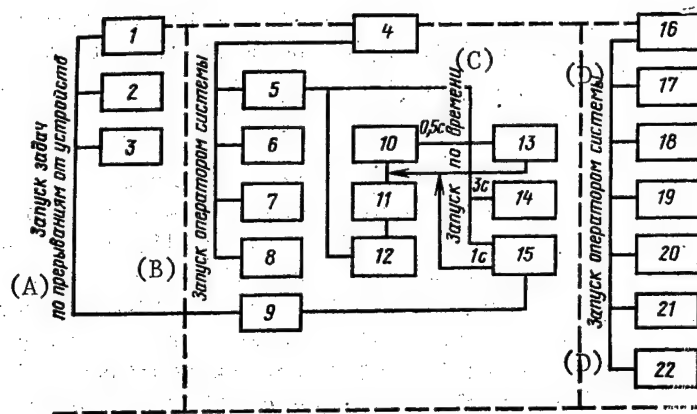 1
4
16
(C)
(D)
2
5
17
0,5с
3
6
10
13
18
Запуск задач
по прерываниям от устройств
Запуск оператором системы
Запуск по времени
Запуск оператором системы
7
11
3с
14
19
(A)
(B)
8
12
1с
15
20
9
21
(D)
22